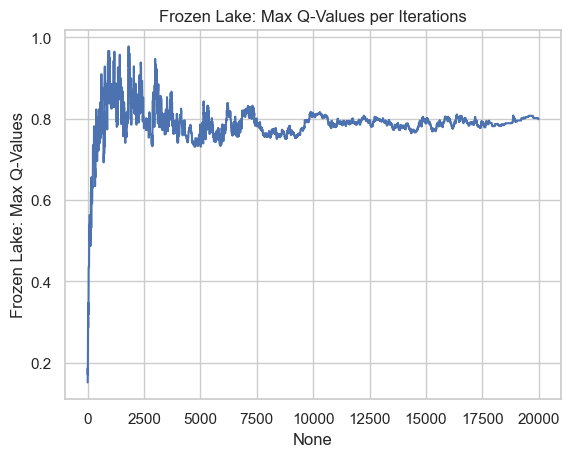 Frozen Lake: Max Q-Values per Iterations
Frozen Lake: Max Q-Values
1.0
0.8
0.6
0.4
0.2
0 2500 5000 7500 10000 12500 15000 17500 20000
None